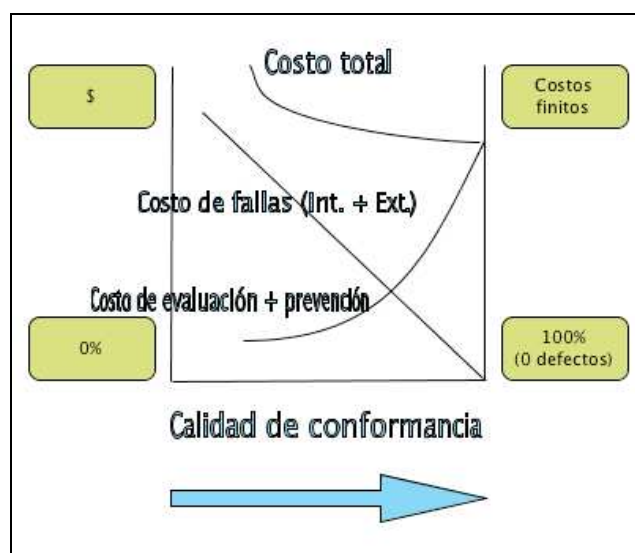 Costo total
$
Costos
finitos
Costo de fallas (Int. + Ext.)
Costo de evaluación + prevención
0%
100%
(0 defectos)
Calidad de conformancia